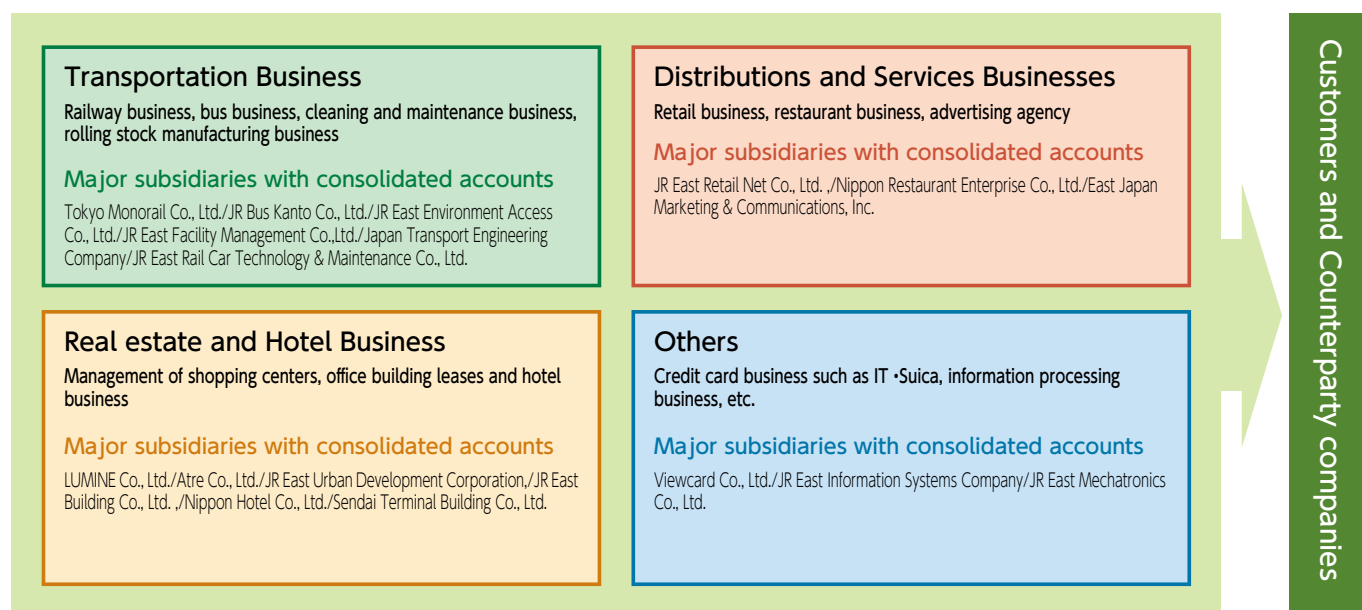 Transportation Business
Railway business, bus business, cleaning and maintenance business,
rolling stock manufacturing business
Major subsidiaries with consolidated accounts
Tokyo Monorail Co., Ltd./JR Bus Kanto Co., Ltd./JR East Environment Access
Co., Ltd./JR East Facility Management Co.,Ltd./Japan Transport Engineering
Company/JR East Rail Car Technology & Maintenance Co., Ltd.
Distributions and Services Businesses
Retail business, restaurant business, advertising agency
Major subsidiaries with consolidated accounts
JR East Retail Net Co., Ltd. ,/Nippon Restaurant Enterprise Co., Ltd./East Japan
Marketing & Communications, Inc.
Real estate and Hotel Business
Management of shopping centers, office building leases and hotel
business
Major subsidiaries with consolidated accounts
LUMINE Co., Ltd./Atre Co., Ltd./JR East Urban Development Corporation,/JR East
Building Co., Ltd. ,/Nippon Hotel Co., Ltd./Sendai Terminal Building Co., Ltd.
Others
Credit card business such as IT ・Suica, information processing
business, etc.
Major subsidiaries with consolidated accounts
Viewcard Co., Ltd./JR East Information Systems Company/JR East Mechatronics
Co., Ltd.
Customers and Counterparty companies